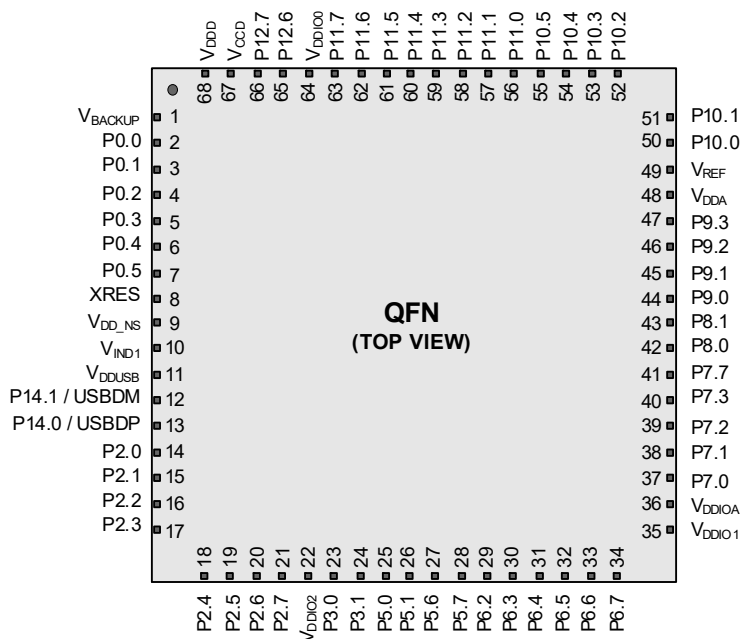 VDDD
VCCD
P12.7
P12.6
VDDIO0
P11.7
P11.6
P11.5
P11.4
P11.3
P11.2
P11.1
P11.0
P10.5
P10.4
P10.3
P10.2
68
67
66
65
64
63
62
61
60
59
58
57
56
55
54
53
52
VBACKUP 1
P0.0 2
P0.1 3
P0.2 4
P0.3 5
P0.4 6
P0.5 7
XRES 8
VDD_NS 9
VIND1 10
VDDUSB 11
P14.1 / USBDM 12
P14.0 / USBDP 13
P2.0 14
P2.1 15
P2.2 16
P2.3 17
QFN
(TOP VIEW)
51 P10.1
50 P10.0
49 VREF
48 VDDA
47 P9.3
46 P9.2
45 P9.1
44 P9.0
43 P8.1
42 P8.0
41 P7.7
40 P7.3
39 P7.2
38 P7.1
37 P7.0
36 VDDIOA
35 VDDIO1
18
19
20
21
22
23
24
25
26
27
28
29
30
31
32
33
34
P2.4
P2.5
P2.6
P2.7
VDDIO2
P3.0
P3.1
P5.0
P5.1
P5.6
P5.7
P6.2
P6.3
P6.4
P6.5
P6.6
P6.7